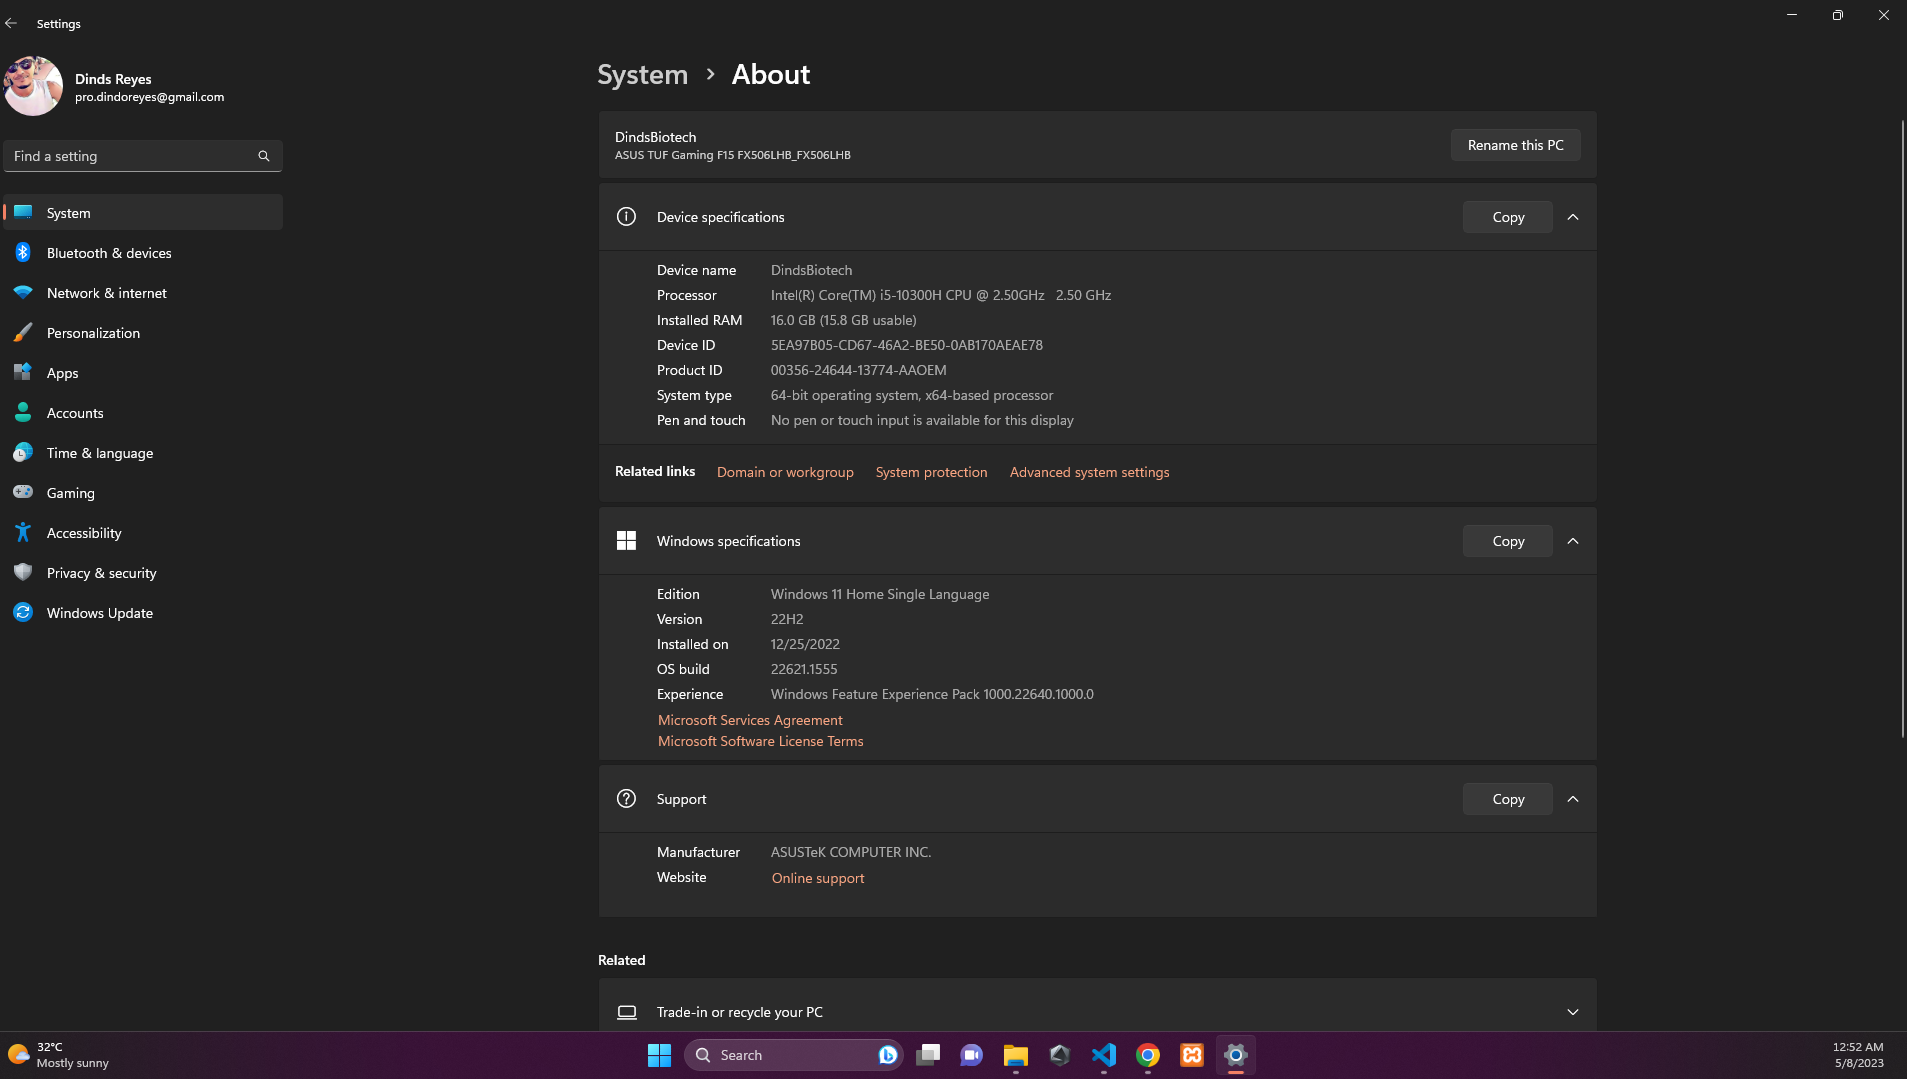 Settings
Dinds Reyes
pro.dindoreyes@gmail.com
Find a setting
System
Bluetooth & devices
Network & internet
Personalization
Apps
Accounts
Time & language
Gaming
Accessibility
Privacy & security
Windows Update
System > About
DindsBiotech
ASUS TUF Gaming F15 FX506LHB_FX506LHB
Rename this PC
Device specifications
Copy
Device name DindsBiotech
Processor Intel(R) Core(TM) i5-10300H CPU @ 2.50GHz 2.50 GHz
Installed RAM 16.0 GB (15.8 GB usable)
Device ID 5EA97B05-CD67-46A2-BE50-0AB170AEAE78
Product ID 00356-24644-13774-AAOEM
System type 64-bit operating system, x64-based processor
Pen and touch No pen or touch input is available for this display
Related links Domain or workgroup System protection Advanced system settings
Windows specifications
Copy
Edition Windows 11 Home Single Language
Version 22H2
Installed on 12/25/2022
OS build 22621.1555
Experience Windows Feature Experience Pack 1000.22640.1000.0
Microsoft Services Agreement
Microsoft Software License Terms
Support
Copy
Manufacturer ASUSTeK COMPUTER INC.
Website Online support
Related
Trade-in or recycle your PC
32°C
Mostly sunny
Search
12:52 AM
5/8/2023